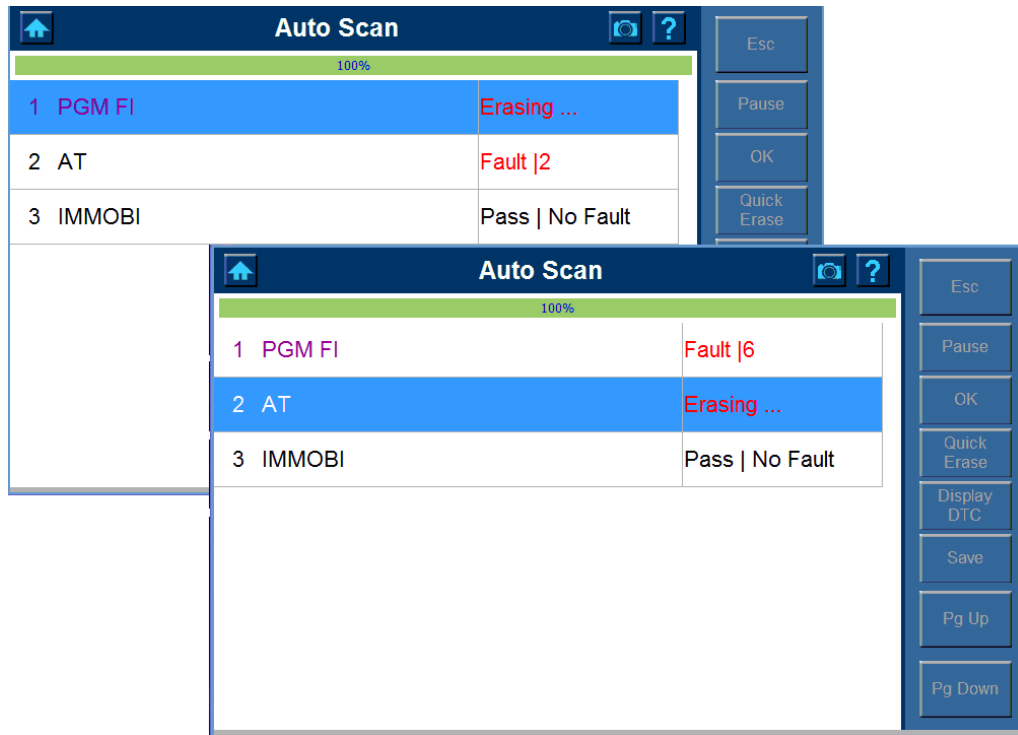 Auto Scan
?
Esc
100%
1 PGM FI Erasing ...
Pause
2 AT Fault |2
OK
3 IMMOBI Pass | No Fault
Quick
Erase
Auto Scan
?
Esc
100%
1 PGM FI Fault |6
Pause
2 AT Erasing ...
OK
3 IMMOBI Pass | No Fault
Quick
Erase
Display
DTC
Save
Pg Up
Pg Down